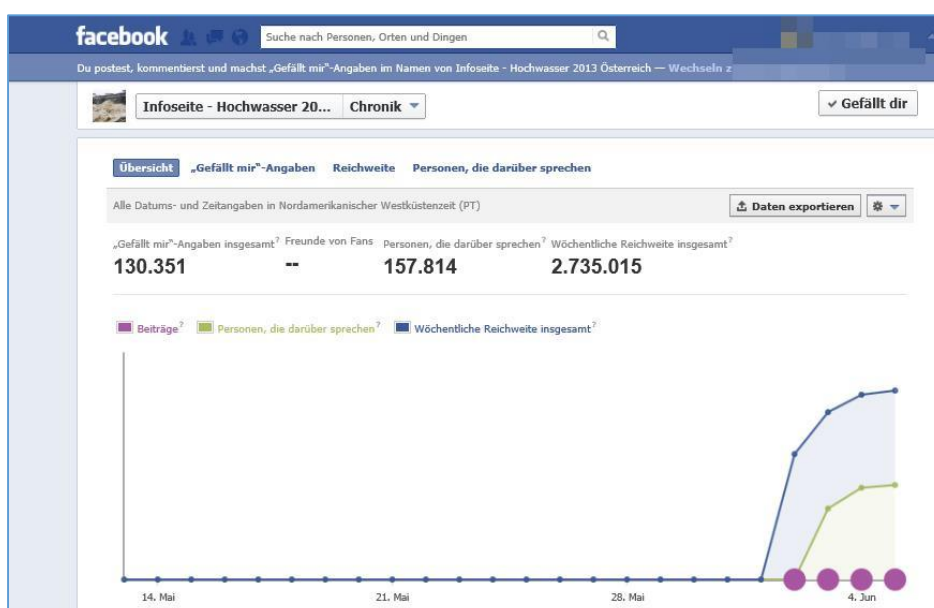 facebook Suche nach Personen, Orten und Dingen
Du postest, kommentierst und machst „Gefällt mir“-Angaben im Namen von Infoseite - Hochwasser 2013 Österreich — Wechseln z
Infoseite - Hochwasser 20... Chronik Gefällt dir
Übersicht „Gefällt mir“-Angaben Reichweite Personen, die darüber sprechen
Alle Datums- und Zeitangaben in Nordamerikanischer Westküstenzeit (PT) Daten exportieren
„Gefällt mir“-Angaben insgesamt? Freunde von Fans Personen, die darüber sprechen? Wöchentliche Reichweite insgesamt?
130.351 -- 157.814 2.735.015
Beiträge? Personen, die darüber sprechen? Wöchentliche Reichweite insgesamt?
14. Mai 21. Mai 28. Mai 4. Jun